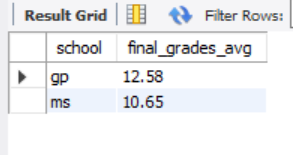 Result Grid Filter Rows:
school final_grades_avg
gp 12.58
ms 10.65